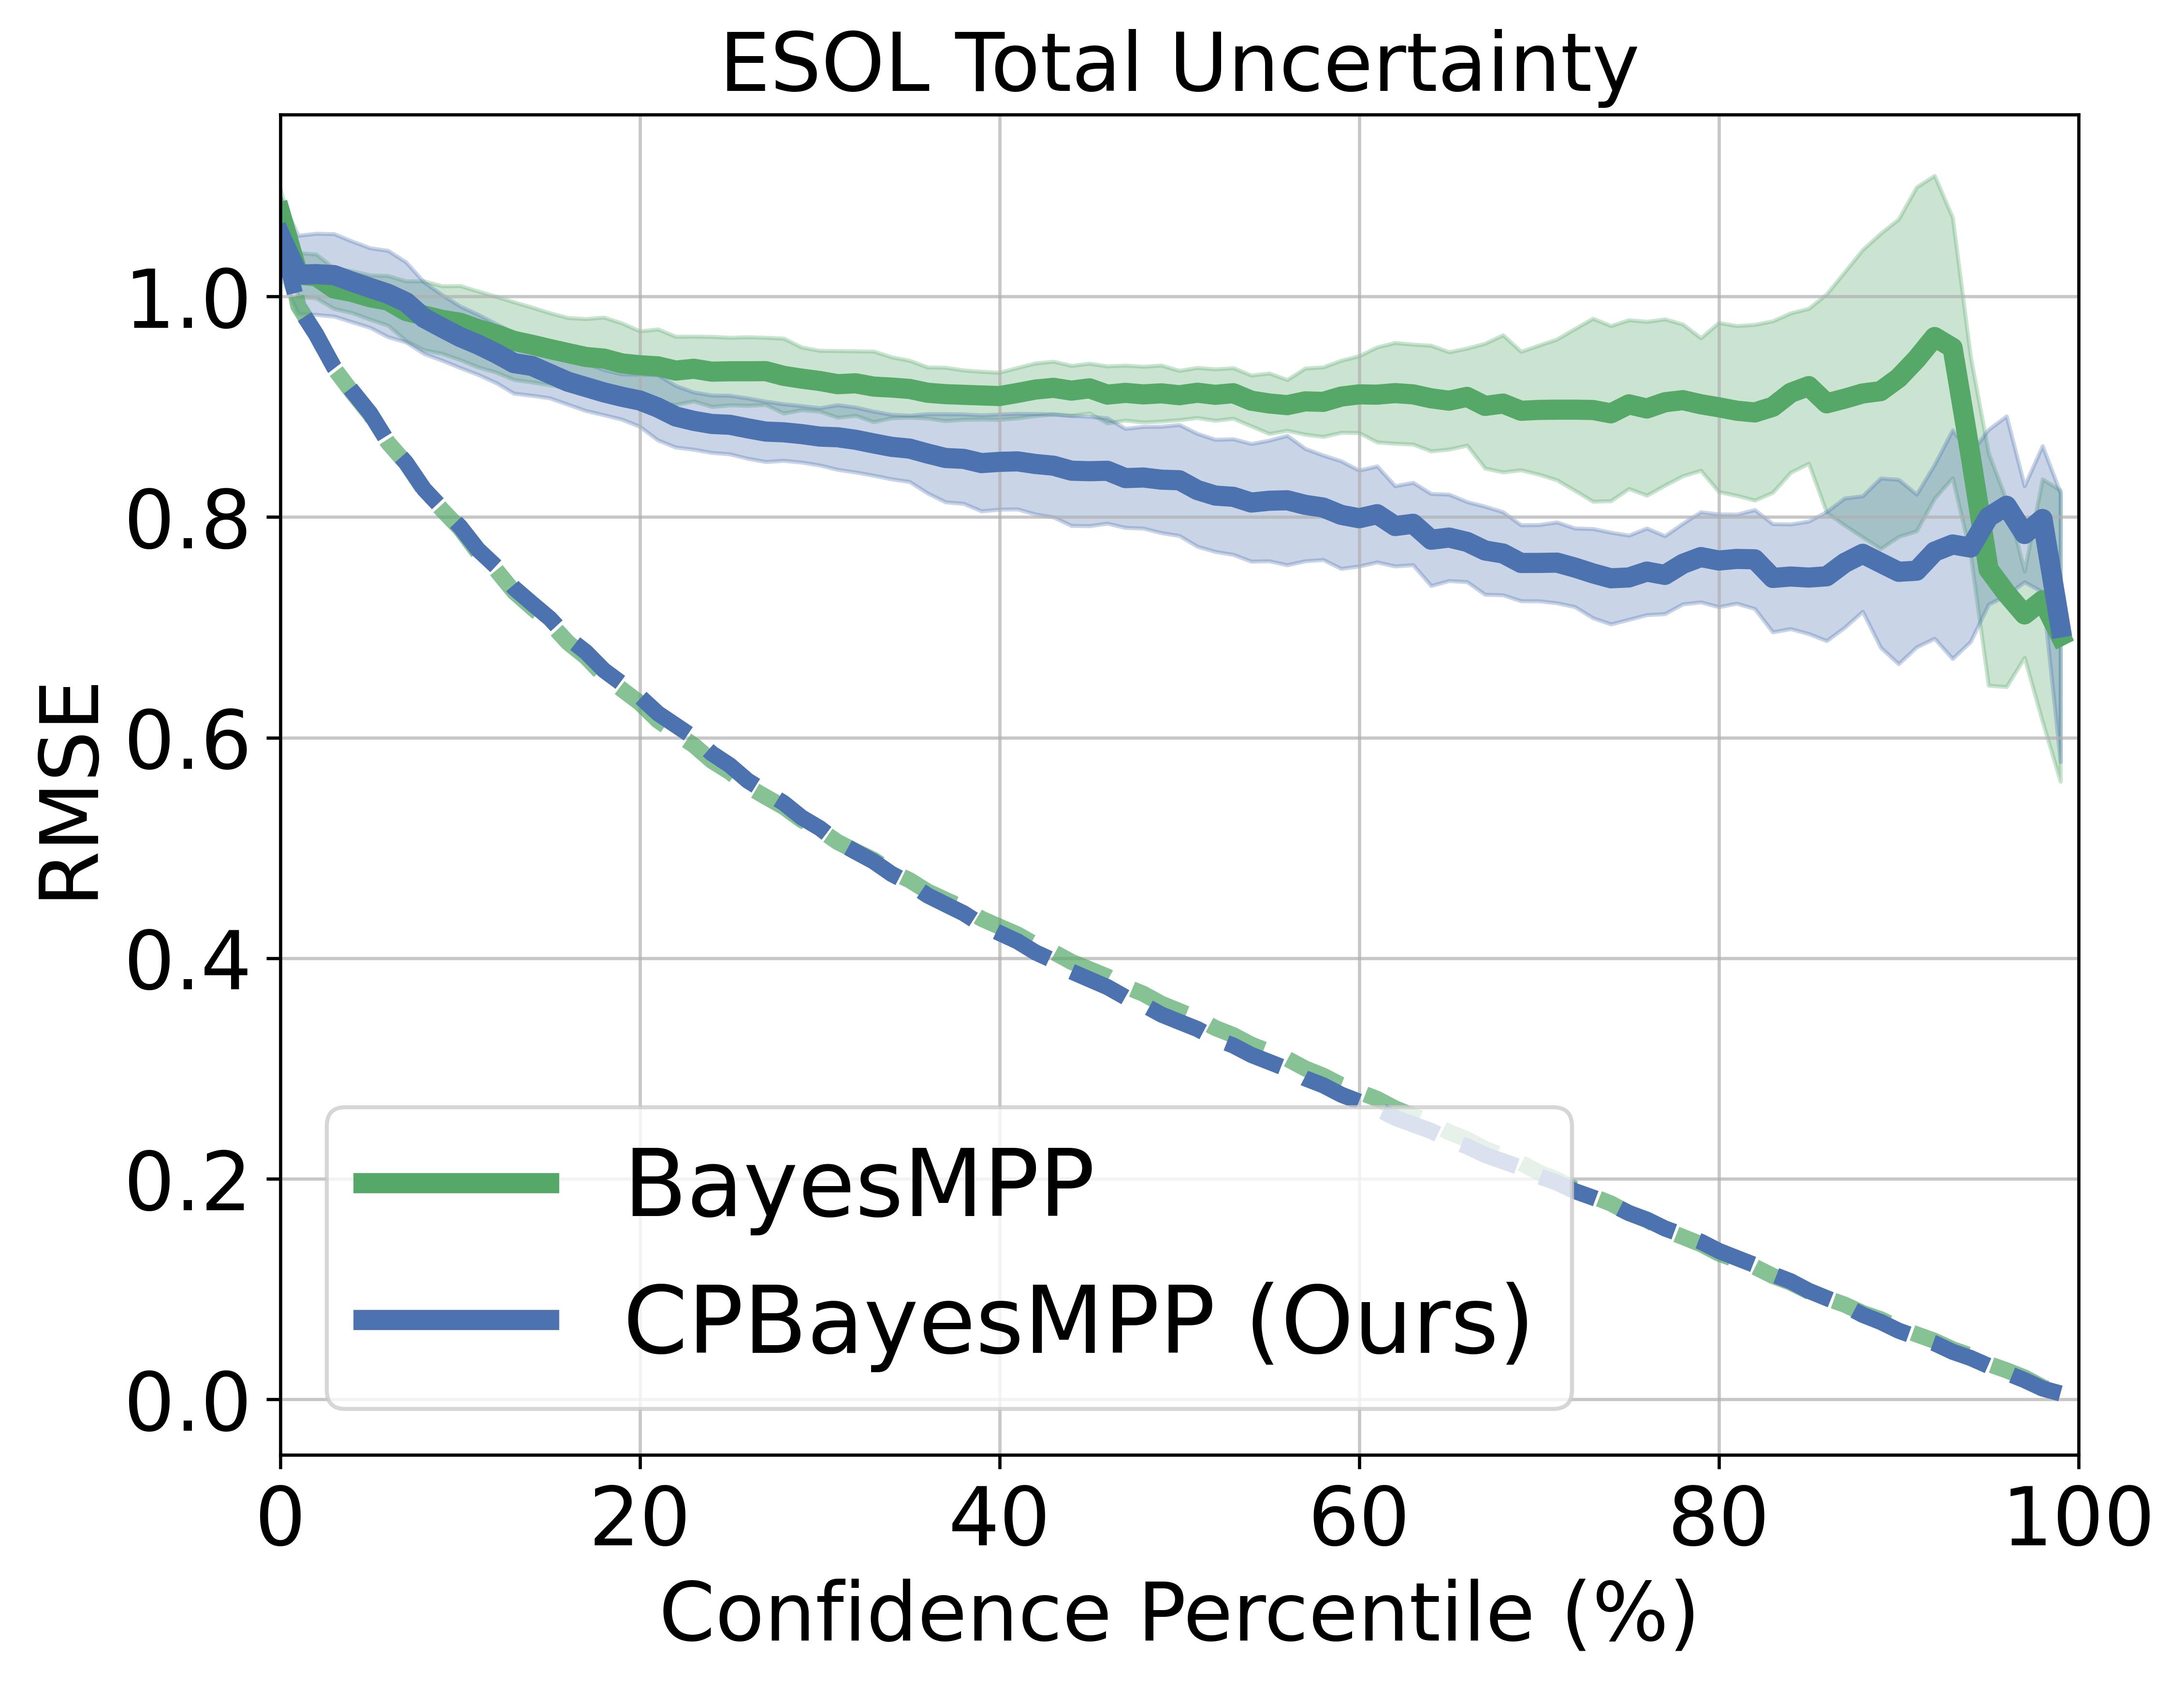 ESOL Total Uncertainty
RMSE
1.0
0.8
0.6
0.4
0.2
0.0
BayesMPP
CPBayesMPP (Ours)
0 20 40 60 80 100
Confidence Percentile (%)